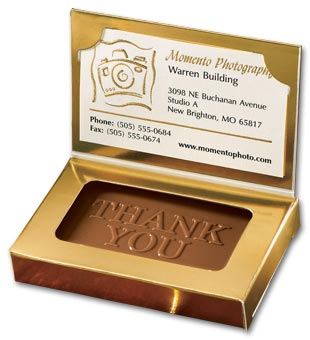 Momento Photography
Warren Building
3098 NE Buchanan Avenue
Studio A
New Brighton, MO 65817
Phone: (505) 555-0684
Fax: (505) 555-0674
www.momentophoto.com
THANK
YOU